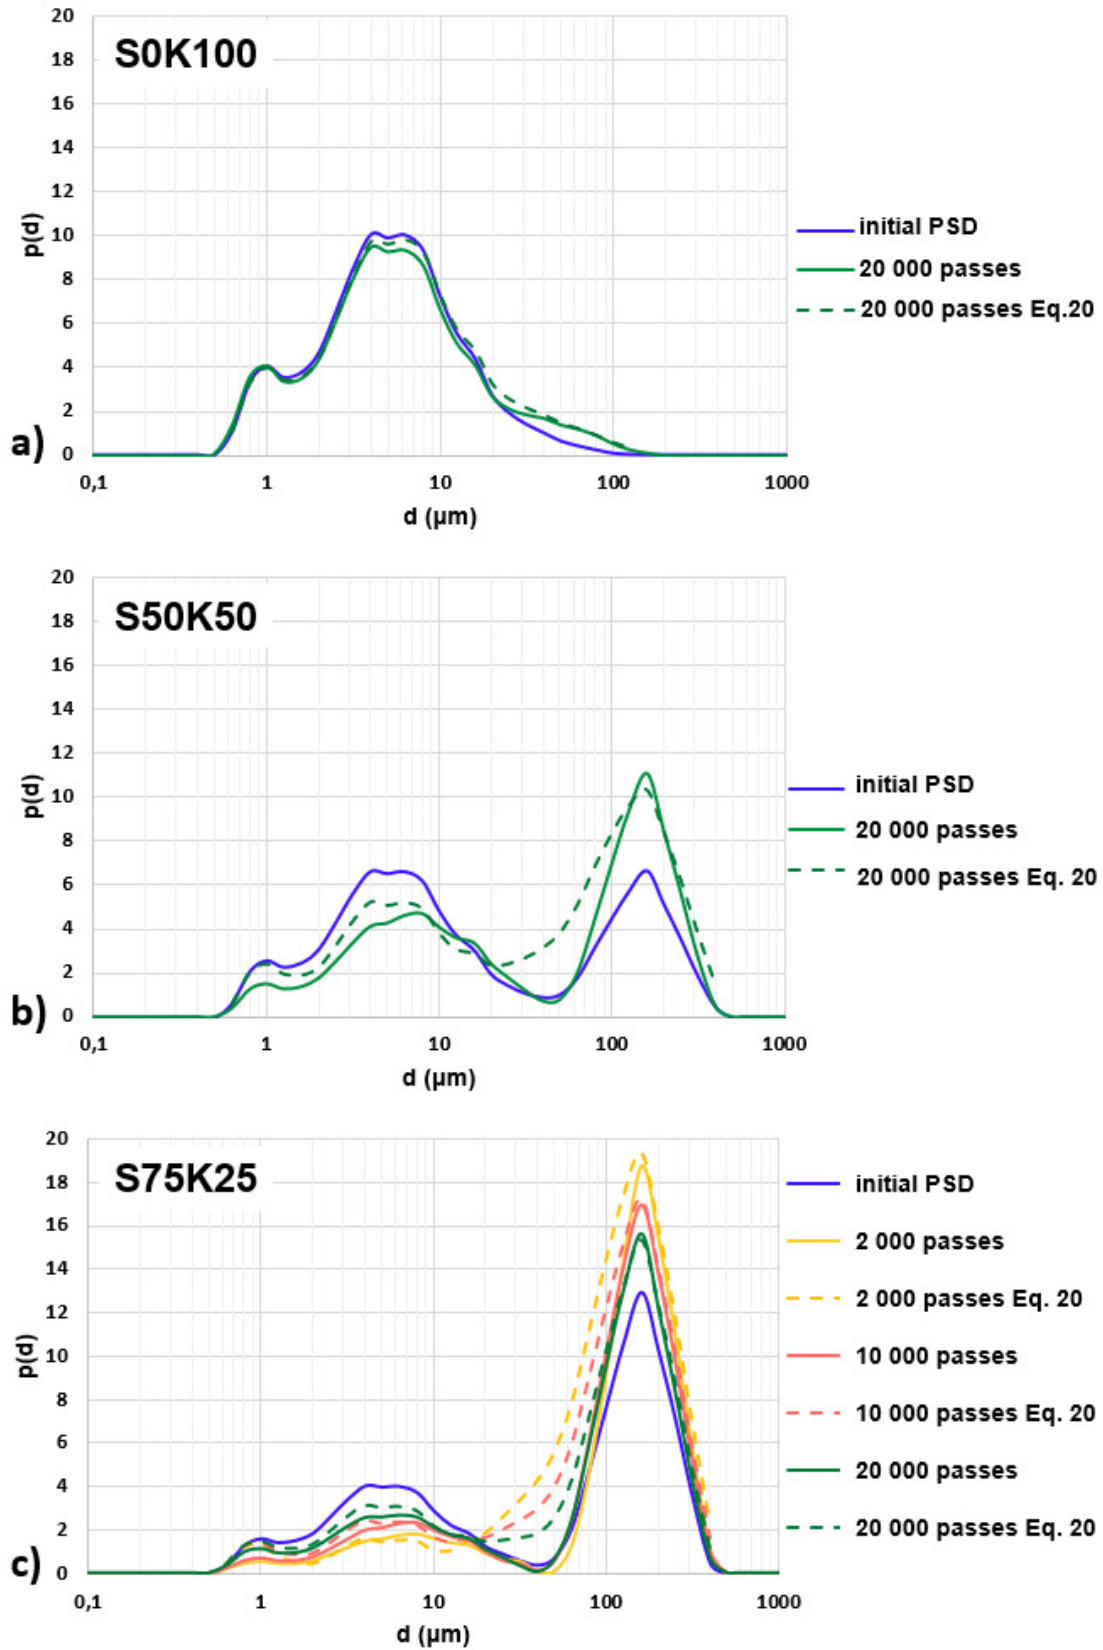 20
18
16
14
12
10
8
6
4
2
0
p(d)
S0K100
a)
0,1 1 10 100 1000
d (µm)
initial PSD
20 000 passes
20 000 passes Eq.20
20
18
16
14
12
10
8
6
4
2
0
p(d)
S50K50
b)
0,1 1 10 100 1000
d (µm)
initial PSD
20 000 passes
20 000 passes Eq. 20
20
18
16
14
12
10
8
6
4
2
0
p(d)
S75K25
c)
0,1 1 10 100 1000
d (µm)
initial PSD
2 000 passes
2 000 passes Eq. 20
10 000 passes
10 000 passes Eq. 20
20 000 passes
20 000 passes Eq. 20